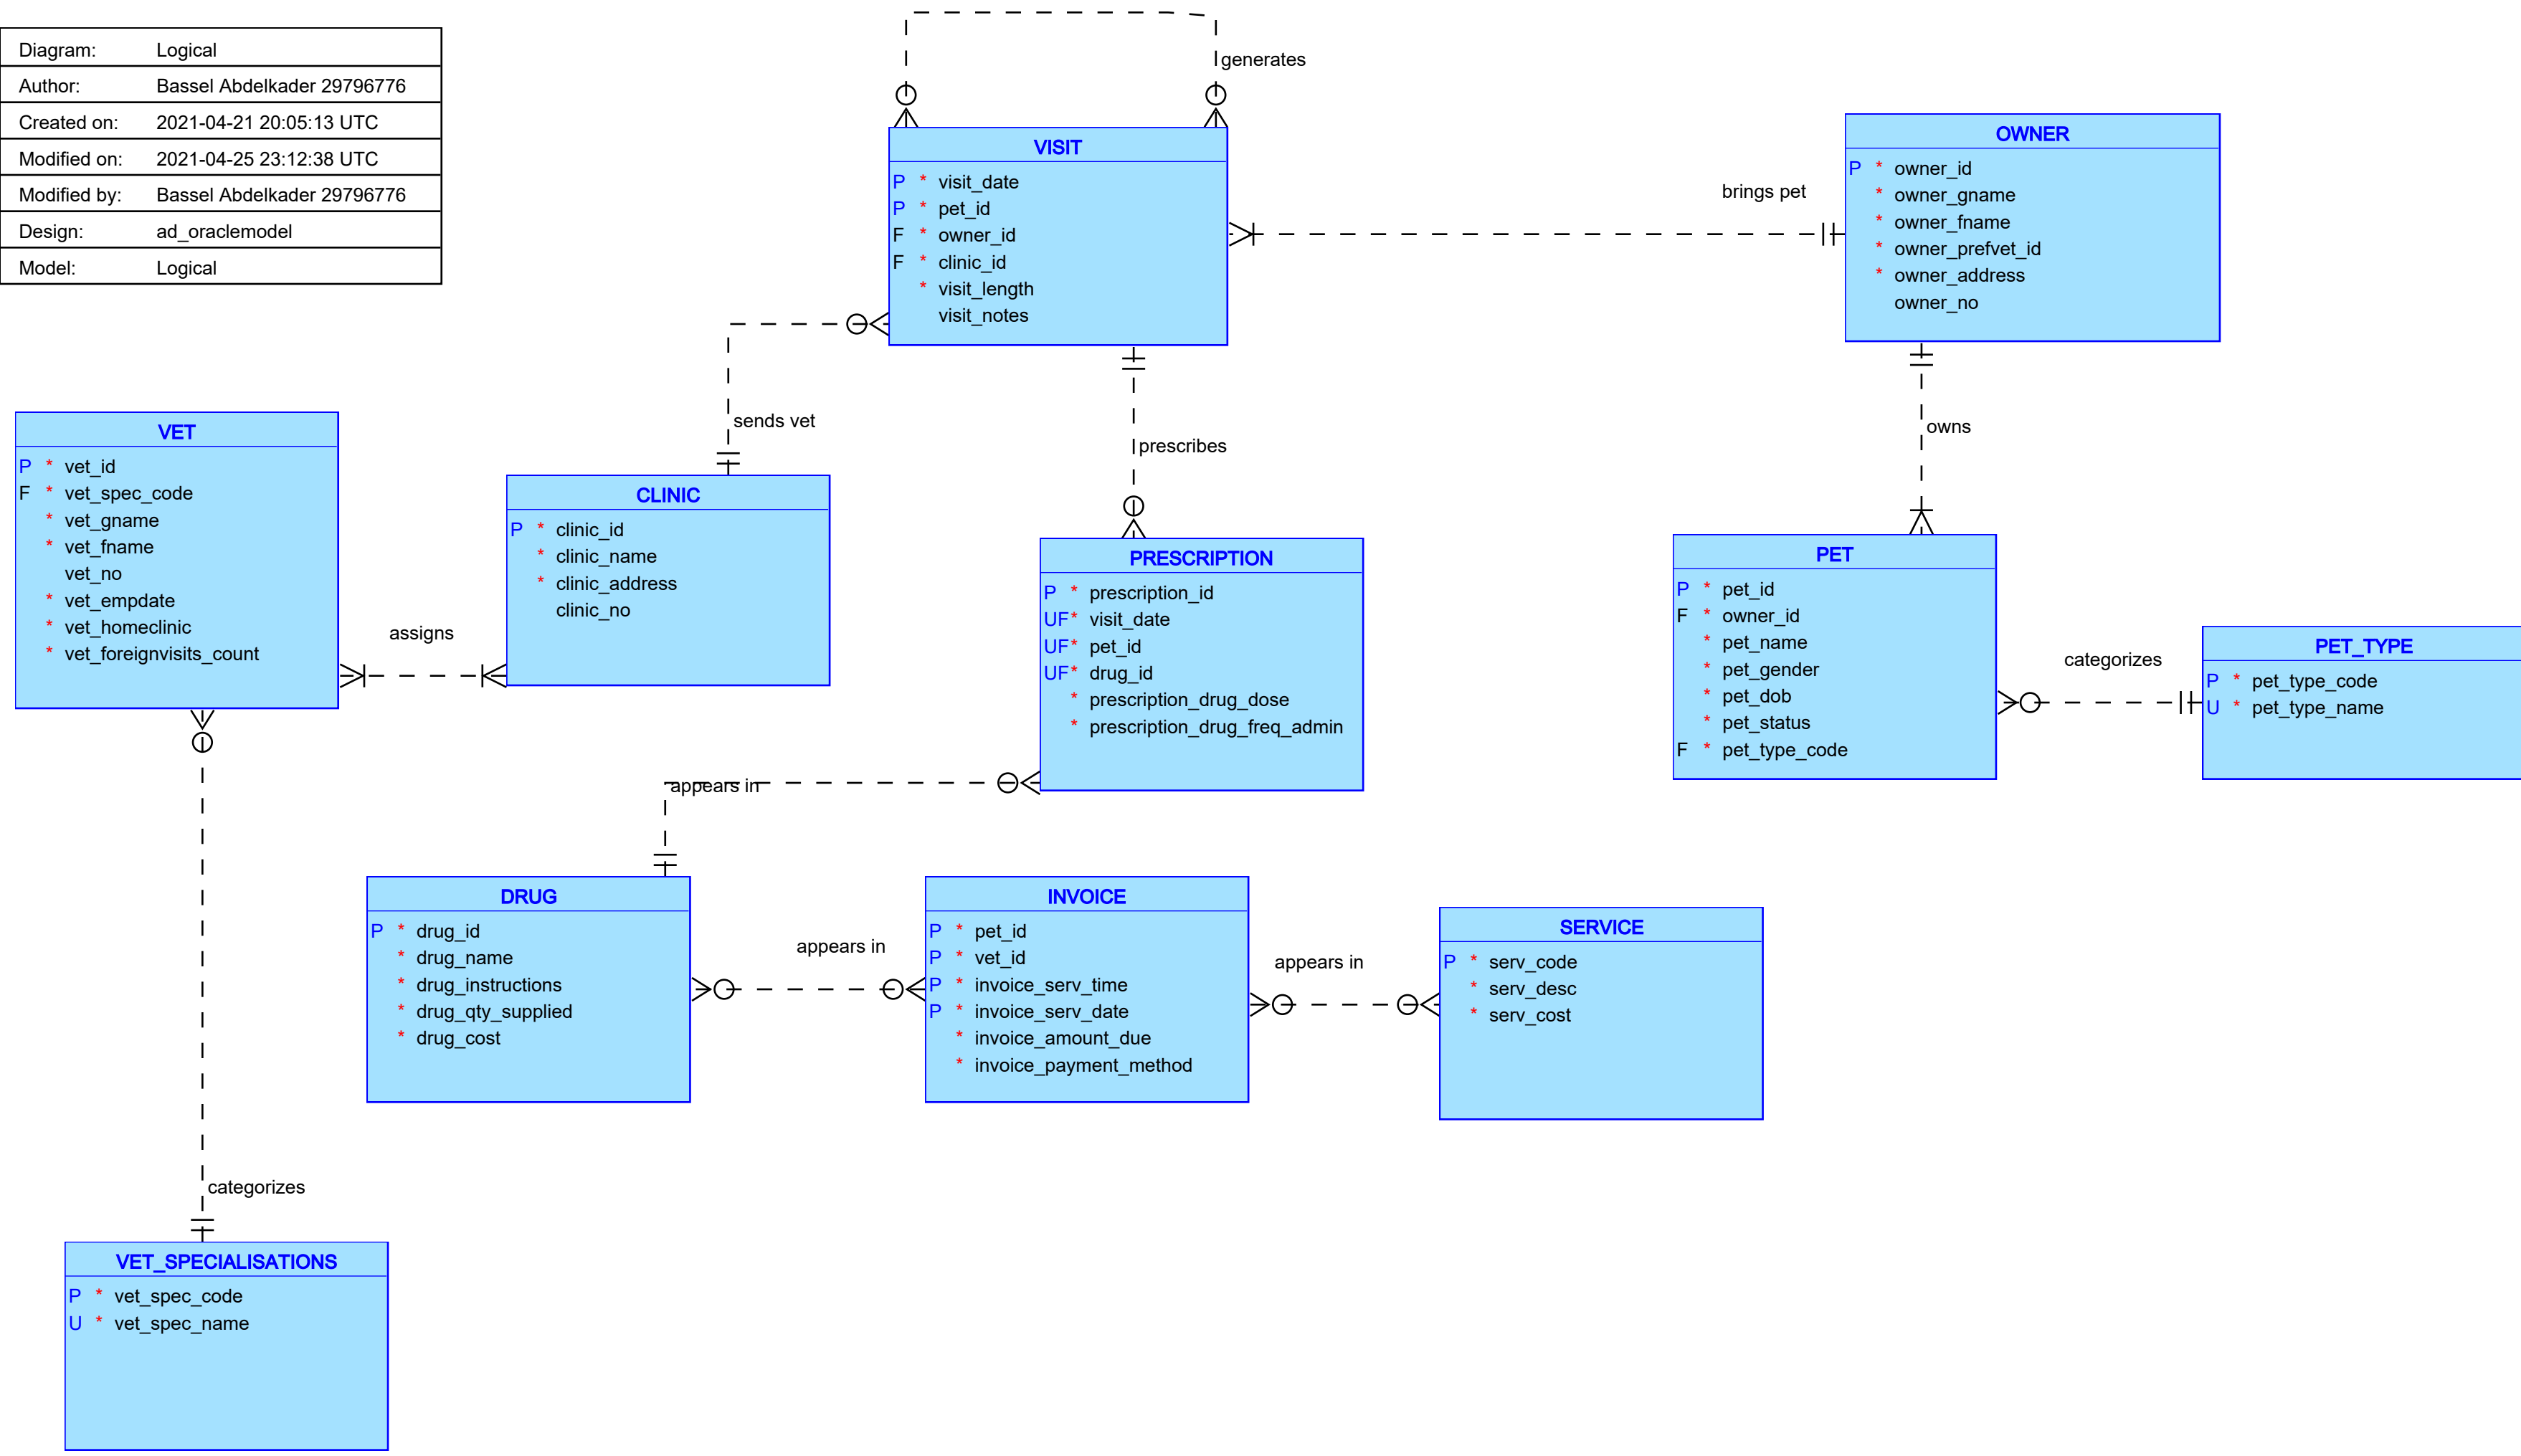 Diagram: Logical
Author: Bassel Abdelkader 29796776
Created on: 2021-04-21 20:05:13 UTC
Modified on: 2021-04-25 23:12:38 UTC
Modified by: Bassel Abdelkader 29796776
Design: ad_oraclemodel
Model: Logical
generates
VISIT
P * visit_date
P * pet_id
F * owner_id
F * clinic_id
* visit_length
visit_notes
brings pet
OWNER
P * owner_id
* owner_gname
* owner_fname
* owner_prefvet_id
* owner_address
owner_no
sends vet
prescribes
owns
VET
P * vet_id
F * vet_spec_code
* vet_gname
* vet_fname
vet_no
* vet_empdate
* vet_homeclinic
* vet_foreignvisits_count
assigns
CLINIC
P * clinic_id
* clinic_name
* clinic_address
clinic_no
PRESCRIPTION
P * prescription_id
UF* visit_date
UF* pet_id
UF* drug_id
* prescription_drug_dose
* prescription_drug_freq_admin
PET
P * pet_id
F * owner_id
* pet_name
* pet_gender
* pet_dob
* pet_status
F * pet_type_code
categorizes
PET_TYPE
P * pet_type_code
U * pet_type_name
appears in
DRUG
P * drug_id
* drug_name
* drug_instructions
* drug_qty_supplied
* drug_cost
appears in
INVOICE
P * pet_id
P * vet_id
P * invoice_serv_time
P * invoice_serv_date
* invoice_amount_due
* invoice_payment_method
appears in
SERVICE
P * serv_code
* serv_desc
* serv_cost
categorizes
VET_SPECIALISATIONS
P * vet_spec_code
U * vet_spec_name